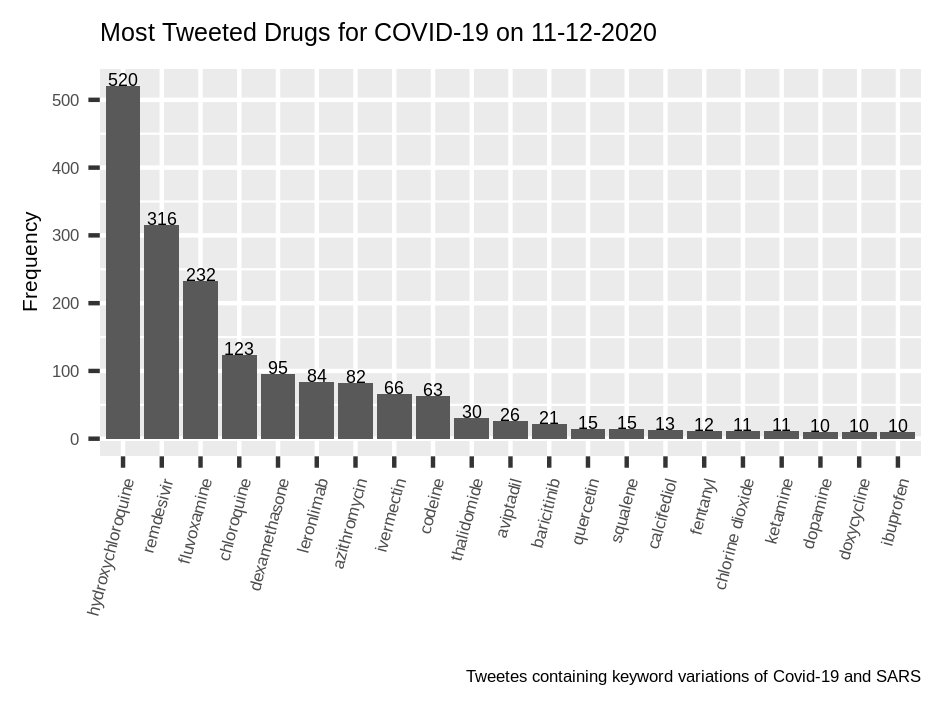 Most Tweeted Drugs for COVID-19 on 11-12-2020
Frequency
500
400
300
200
100
0
520
316
232
123
95
84
82
66
63
30
26
21
15
15
13
12
11
11
10
10
10
hydroxychloroquine
remdesivir
fluvoxamine
chloroquine
dexamethasone
leronlimab
azithromycin
ivermectin
codeine
thalidomide
aviptadil
baricitinib
quercetin
squalene
calcifediol
fentanyl
chlorine dioxide
ketamine
dopamine
doxycycline
ibuprofen
Tweetes containing keyword variations of Covid-19 and SARS